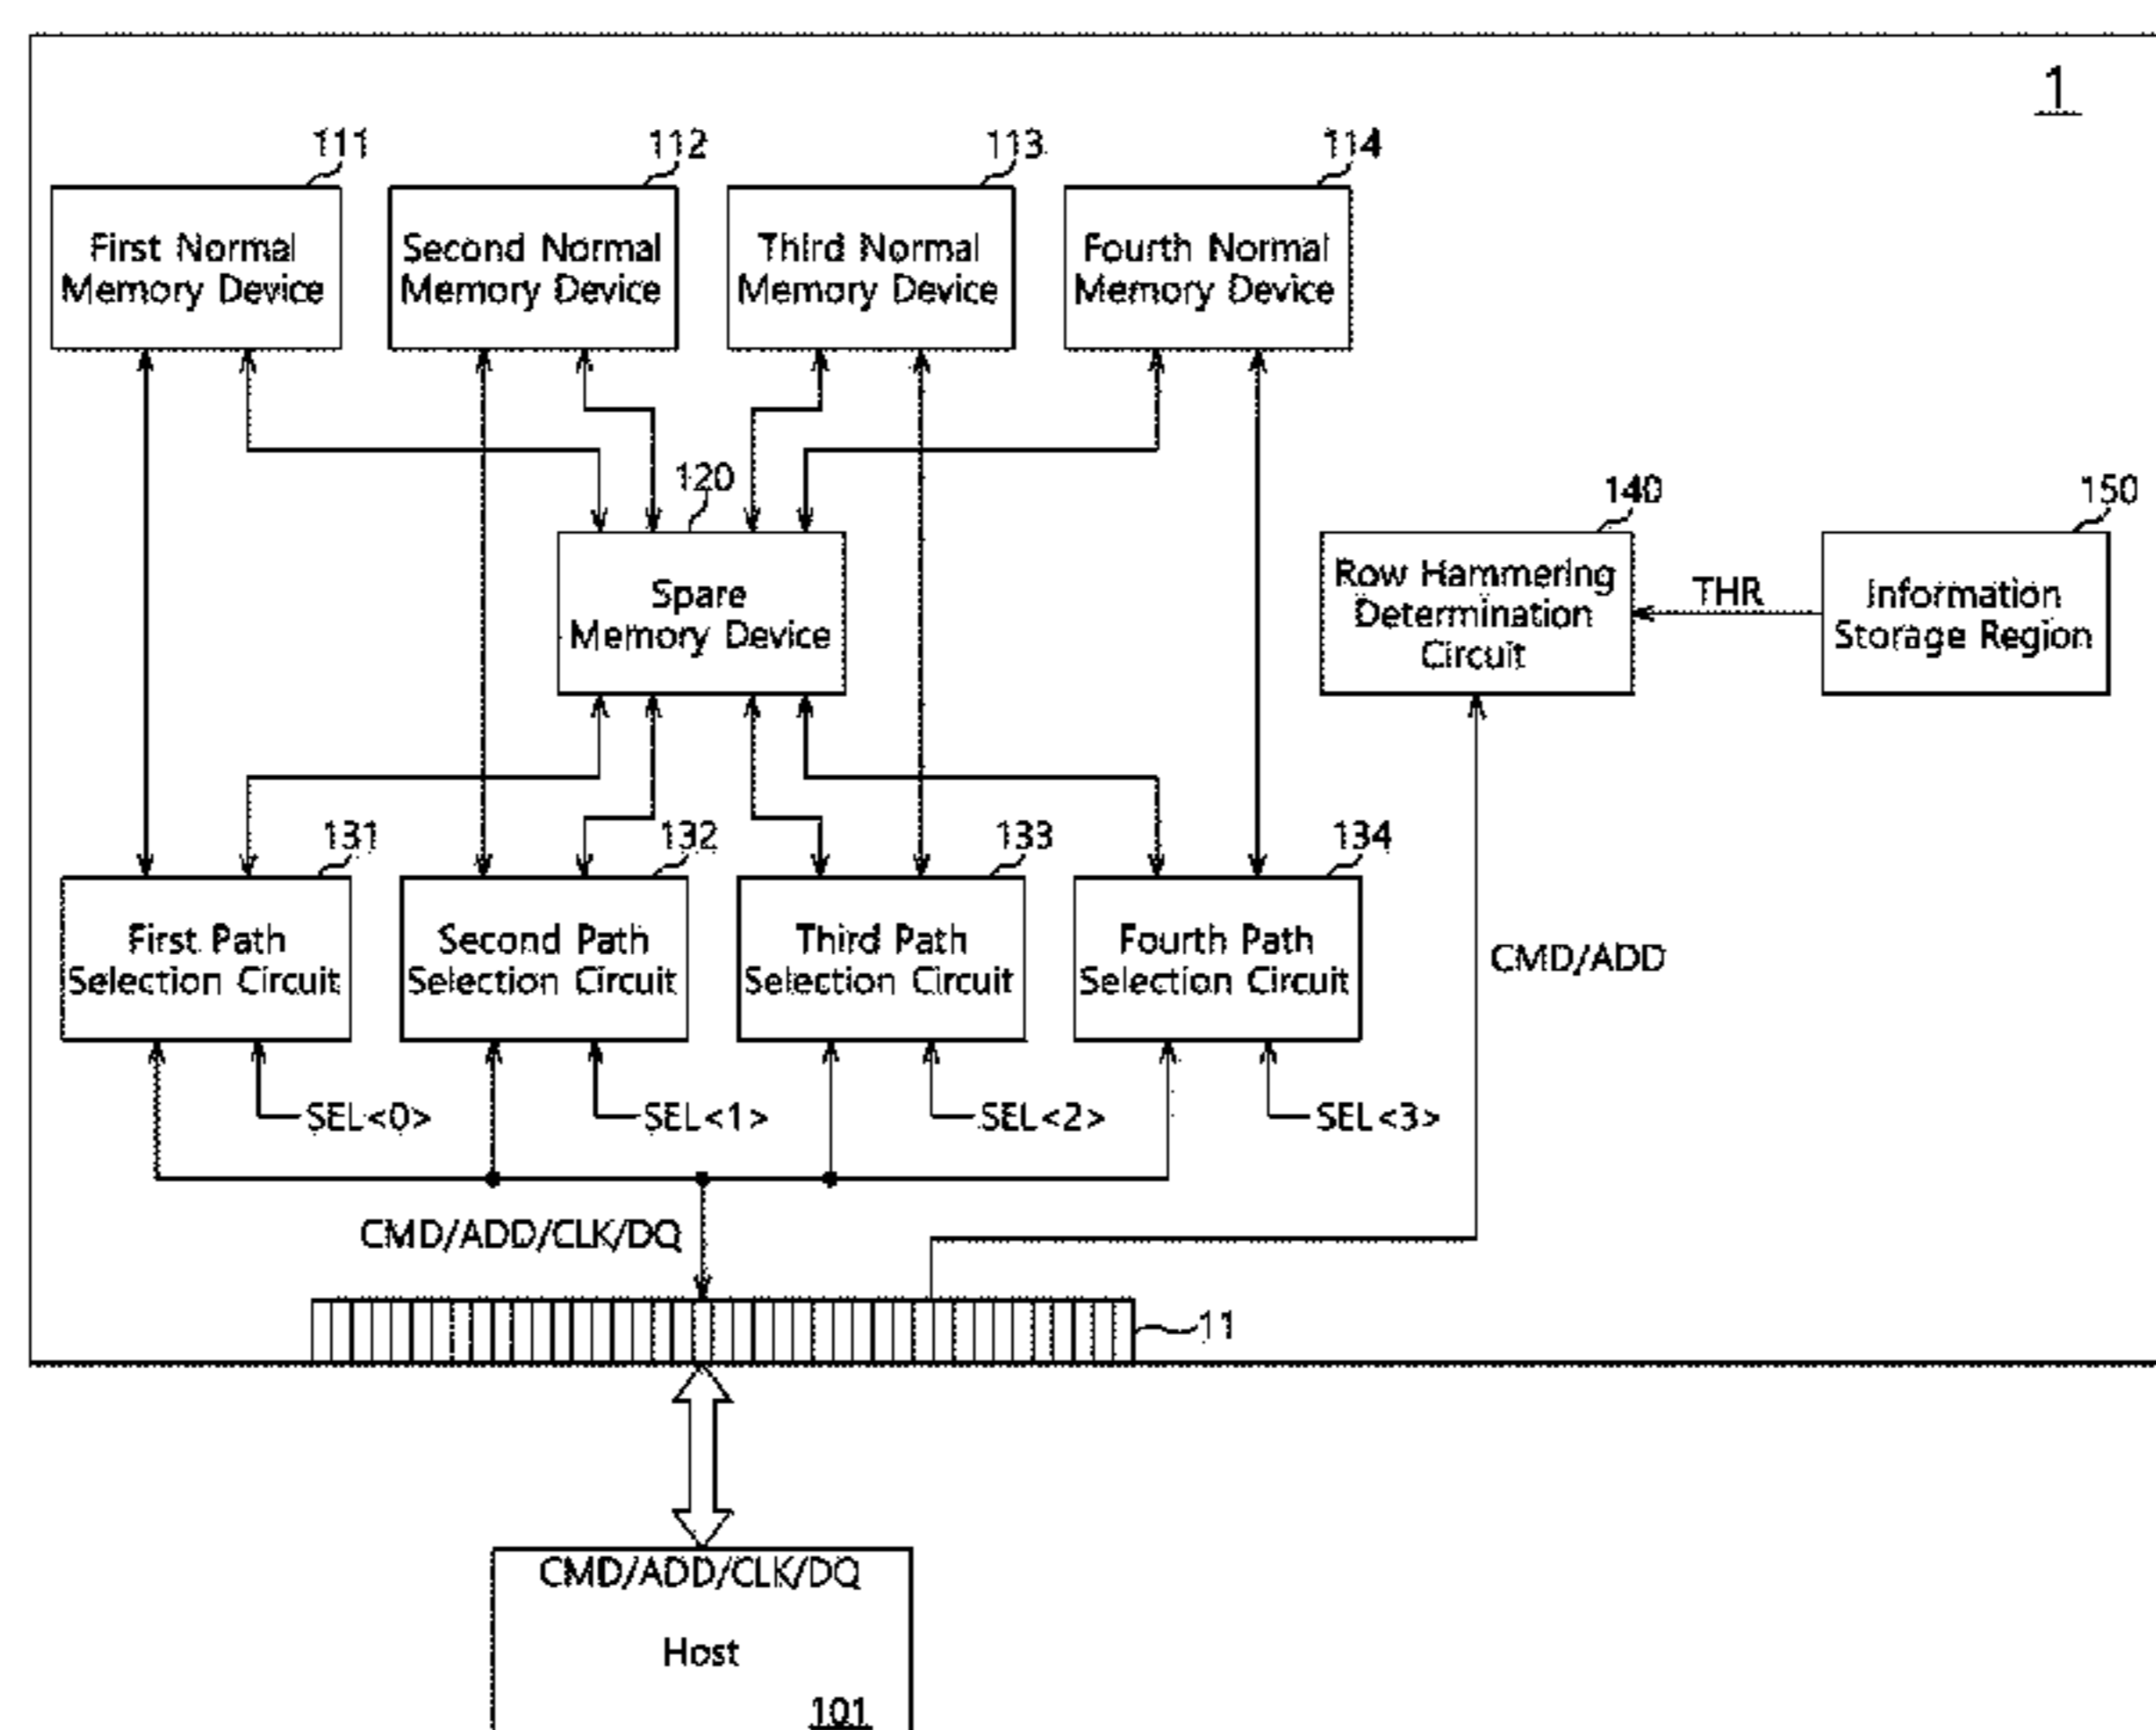 1
111
112
113
114
First Normal
Memory Device
Second Normal
Memory Device
Third Normal
Memory Device
Fourth Normal
Memory Device
120
140
150
Spare
Memory Device
Row Hammering
Determination
Circuit
THR
Information
Storage Region
131
132
133
134
First Path
Selection Circuit
Second Path
Selection Circuit
Third Path
Selection Circuit
Fourth Path
Selection Circuit
CMD/ADD
SEL<0>
SEL<1>
SEL<2>
SEL<3>
CMD/ADD/CLK/DQ
11
CMD/ADD/CLK/DQ
Host
101